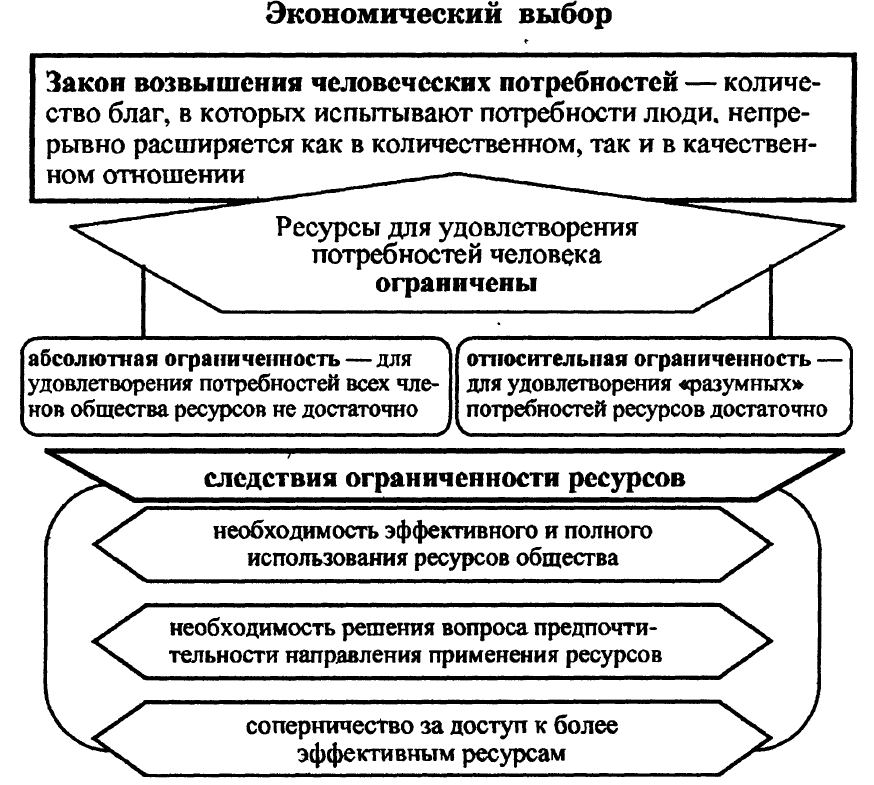 Экономический выбор
Закон возвышения человеческих потребностей — количе-
ство благ, в которых испытывают потребности люди, непре-
рывно расширяется как в количественном, так и в качествен-
ном отношении
Ресурсы для удовлетворения
потребностей человека
ограничены
абсолютная ограниченность — для
удовлетворения потребностей всех чле-
нов общества ресурсов не достаточно
относительная ограниченность —
для удовлетворения «разумных»
потребностей ресурсов достаточно
следствия ограниченности ресурсов
необходимость эффективного и полного
использования ресурсов общества
необходимость решения вопроса предпочти-
тельности направления применения ресурсов
соперничество за доступ к более
эффективным ресурсам